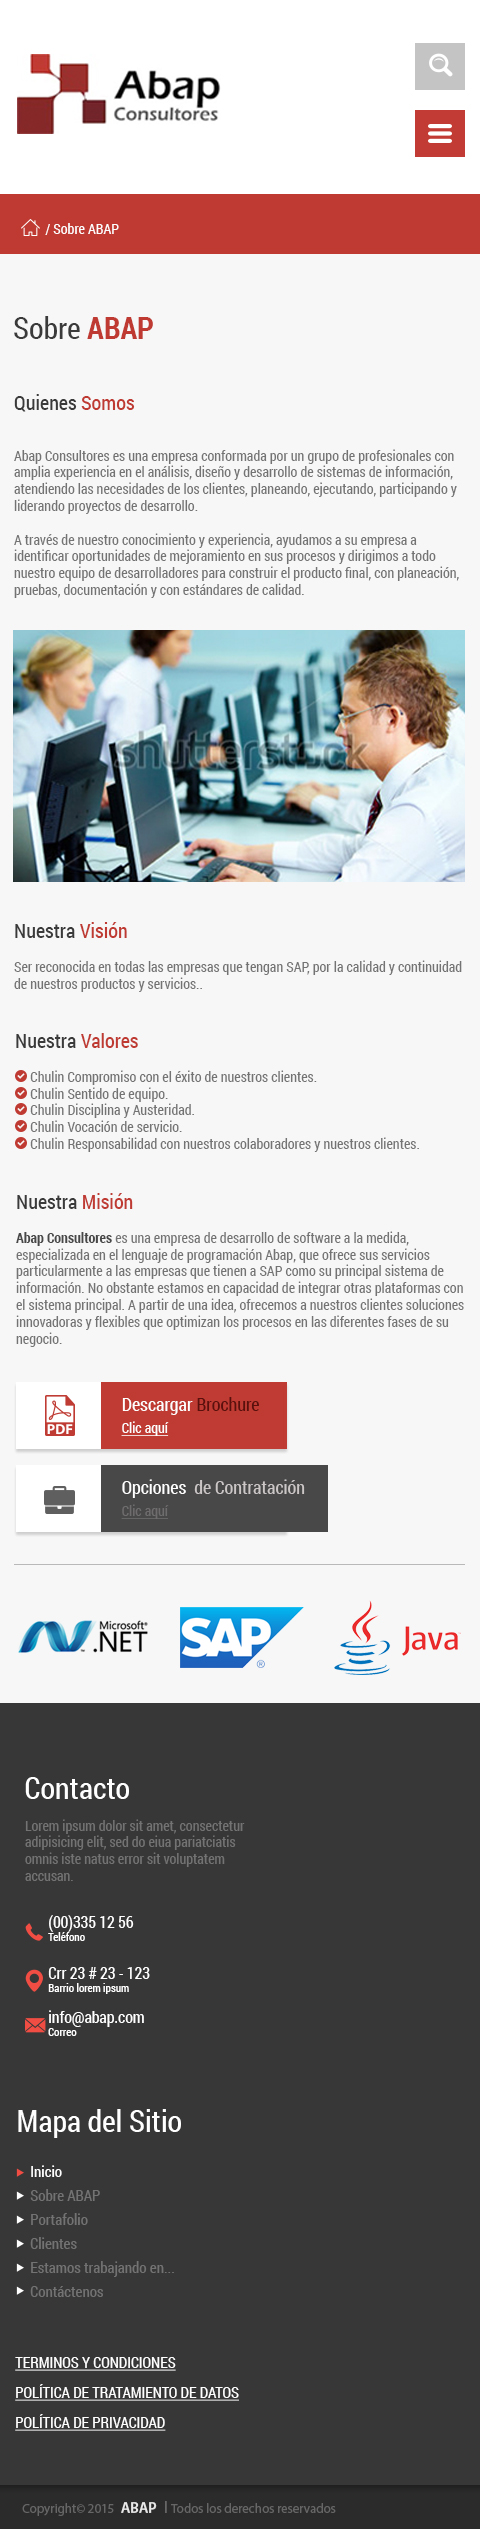 Abap
Consultores
/ Sobre ABAP
Sobre ABAP
Quienes Somos
Abap Consultores es una empresa conformada por un grupo de profesionales con
amplia experiencia en el análisis, diseño y desarrollo de sistemas de información,
atendiendo las necesidades de los clientes, planeando, ejecutando, participando y
liderando proyectos de desarrollo.
A través de nuestro conocimiento y experiencia, ayudamos a su empresa a
identificar oportunidades de mejoramiento en sus procesos y dirigimos a todo
nuestro equipo de desarrolladores para construir el producto final, con planeación,
pruebas, documentación y con estándares de calidad.
shutterstock
Nuestra Visión
Ser reconocida en todas las empresas que tengan SAP, por la calidad y continuidad
de nuestros productos y servicios..
Nuestra Valores
Chulin Compromiso con el éxito de nuestros clientes.
Chulin Sentido de equipo.
Chulin Disciplina y Austeridad.
Chulin Vocación de servicio.
Chulin Responsabilidad con nuestros colaboradores y nuestros clientes.
Nuestra Misión
Abap Consultores es una empresa de desarrollo de software a la medida,
especializada en el lenguaje de programación Abap, que ofrece sus servicios
particularmente a las empresas que tienen a SAP como su principal sistema de
información. No obstante estamos en capacidad de integrar otras plataformas con
el sistema principal. A partir de una idea, ofrecemos a nuestros clientes soluciones
innovadoras y flexibles que optimizan los procesos en las diferentes fases de su
negocio.
PDF
Descargar Brochure
Clic aquí
Opciones de Contratación
Clic aquí
Microsoft®
.NET
SAP ®
Java
Contacto
Lorem ipsum dolor sit amet, consectetur
adipisicing elit, sed do eiua pariatciatis
omnis iste natus error sit voluptatem
accusan.
(00)335 12 56
Teléfono
Crr 23 # 23 - 123
Barrio lorem ipsum
info@abap.com
Correo
Mapa del Sitio
Inicio
Sobre ABAP
Portafolio
Clientes
Estamos trabajando en...
Contáctenos
TERMINOS Y CONDICIONES
POLÍTICA DE TRATAMIENTO DE DATOS
POLÍTICA DE PRIVACIDAD
Copyright© 2015 ABAP | Todos los derechos reservados